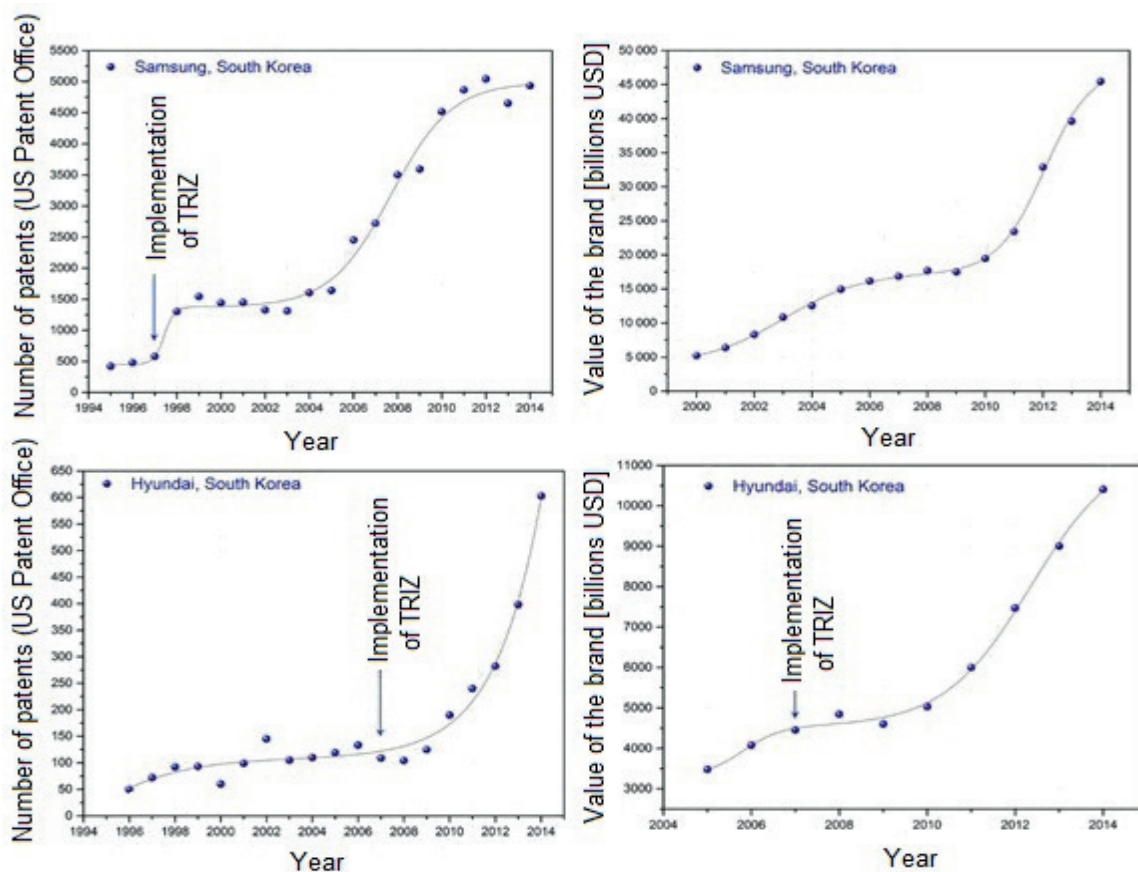 Number of patents (US Patent Office)
5500
5000
4500
4000
3500
3000
2500
2000
1500
1000
500
0
Samsung, South Korea
Implementation
of TRIZ
1994 1996 1998 2000 2002 2004 2006 2008 2010 2012 2014
Year
Value of the brand [billions USD]
50 000
45 000
40 000
35 000
30 000
25 000
20 000
15 000
10 000
5 000
0
Samsung, South Korea
2000 2002 2004 2006 2008 2010 2012 2014
Year
Number of patents (US Patent Office)
650
600
550
500
450
400
350
300
250
200
150
100
50
0
Hyundai, South Korea
Implementation
of TRIZ
1994 1996 1998 2000 2002 2004 2006 2008 2010 2012 2014
Year
Value of the brand [billions USD]
11000
10000
9000
8000
7000
6000
5000
4000
3000
Hyundai, South Korea
Implementation
of TRIZ
2004 2006 2008 2010 2012 2014
Year